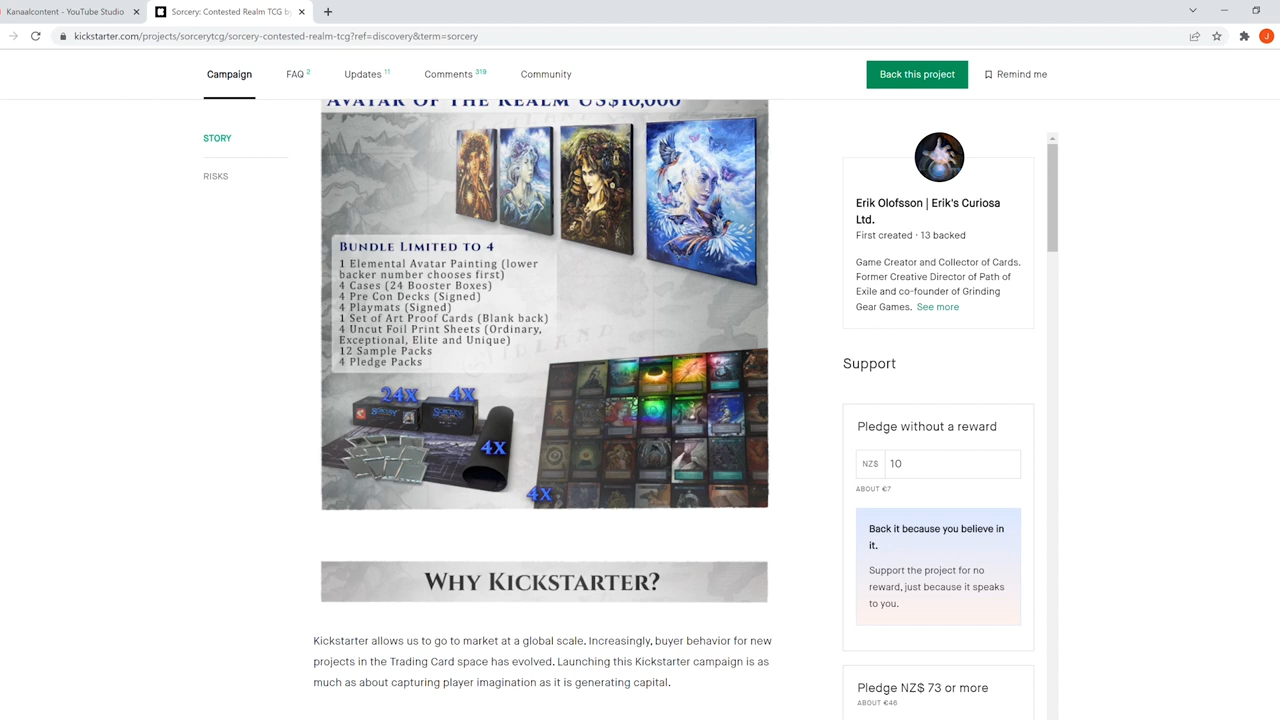 Kanaalcontent - YouTube Studio
Sorcery: Contested Realm TCG by
kickstarter.com/projects/sorcerytcg/sorcery-contested-realm-tcg?ref=discovery&term=sorcery
J
Campaign
FAQ 2
Updates 11
Comments 319
Community
Back this project
Remind me
STORY
RISKS
AVATAR OF THE REALM US$10,000
BUNDLE LIMITED TO 4
1 Elemental Avatar Painting (lower
backer number chooses first)
4 Cases (24 Booster Boxes)
4 Pre Con Decks (Signed)
4 Playmats (Signed)
1 Set of Art Proof Cards (Blank back)
4 Uncut Foil Print Sheets (Ordinary,
Exceptional, Elite and Unique)
12 Sample Packs
4 Pledge Packs
24X
4X
SORCERY
SORCERY
4X
4X
WHY KICKSTARTER?
Kickstarter allows us to go to market at a global scale. Increasingly, buyer behavior for new
projects in the Trading Card space has evolved. Launching this Kickstarter campaign is as
much as about capturing player imagination as it is generating capital.
Erik Olofsson | Erik's Curiosa
Ltd.
First created · 13 backed
Game Creator and Collector of Cards.
Former Creative Director of Path of
Exile and co-founder of Grinding
Gear Games. See more
Support
Pledge without a reward
NZ$ 10
ABOUT €7
Back it because you believe in
it.
Support the project for no
reward, just because it speaks
to you.
Pledge NZ$ 73 or more
ABOUT €46